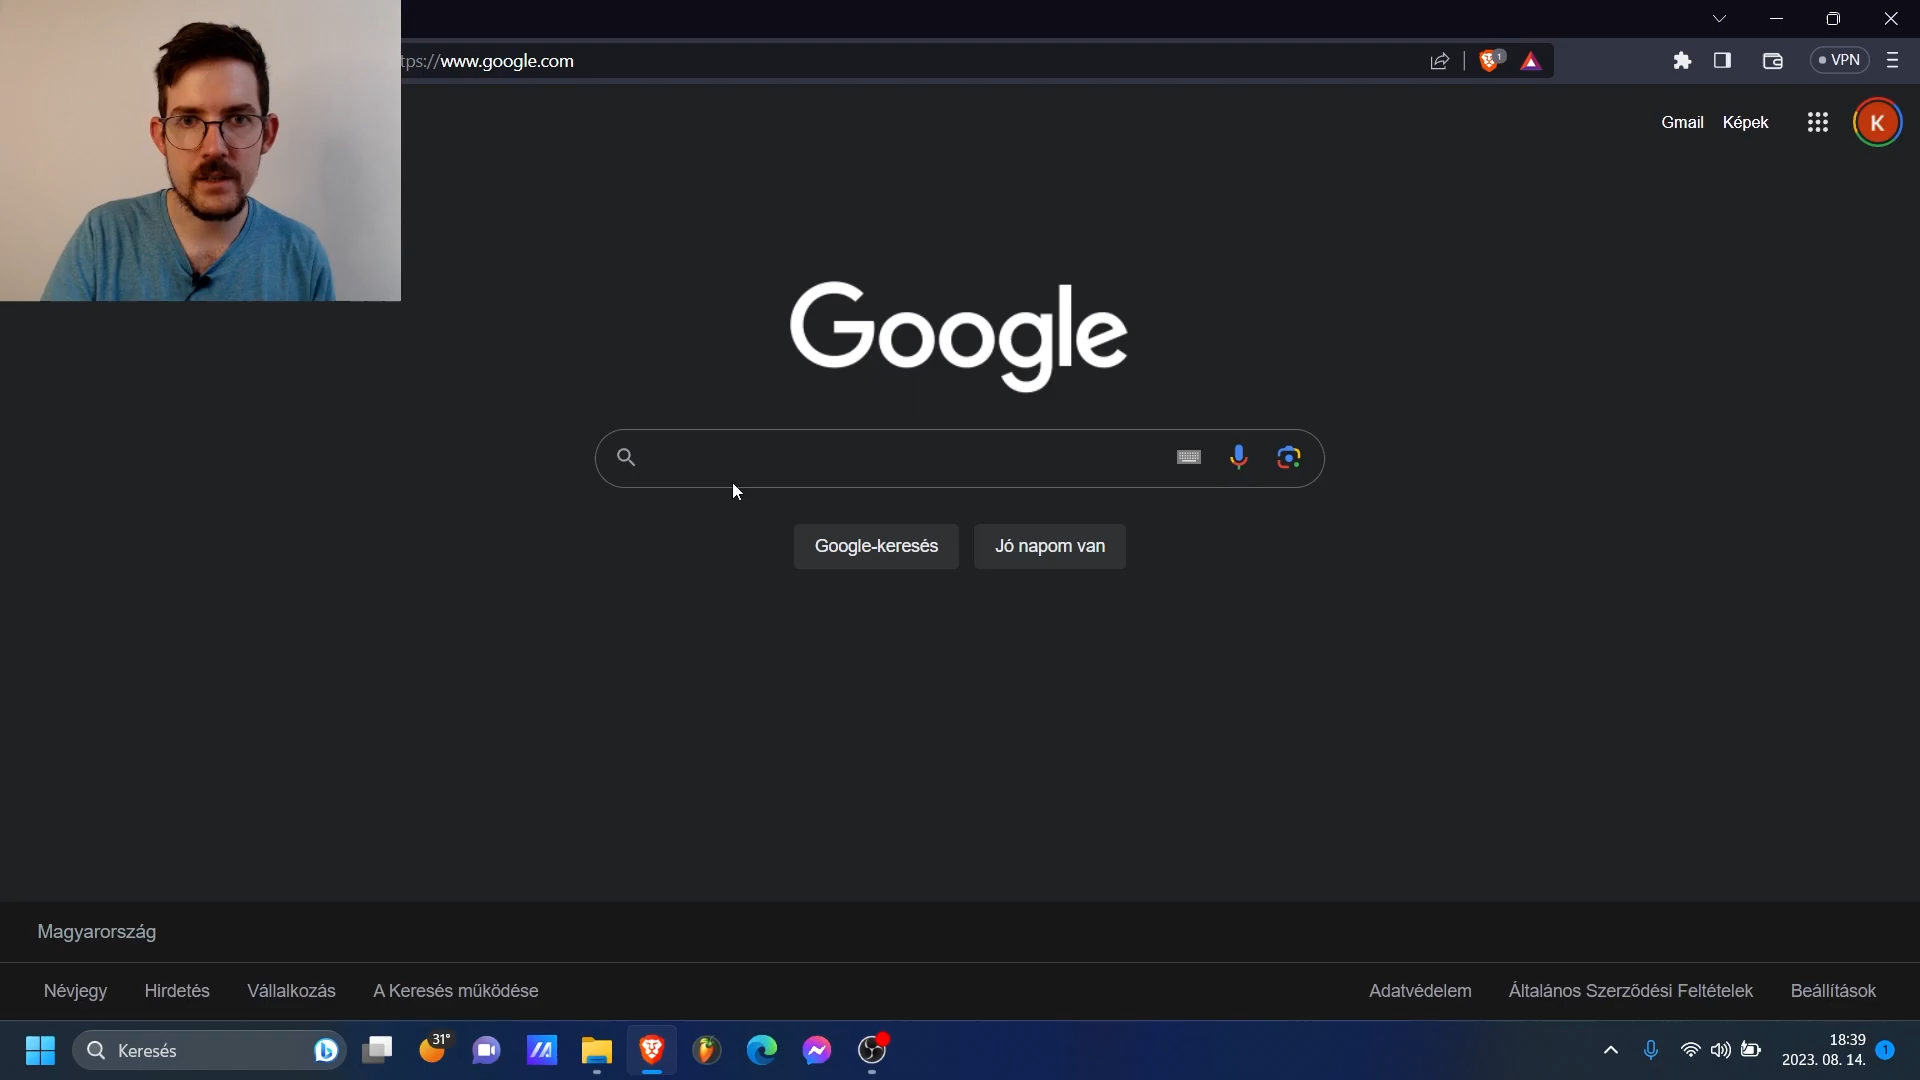 tps://www.google.com
1
VPN
Gmail Képek
K
Google
Google-keresés Jó napom van
Magyarország
Névjegy Hirdetés Vállalkozás A Keresés működése Adatvédelem Általános Szerződési Feltételek Beállítások
Keresés 31° 18:39
2023. 08. 14. 1